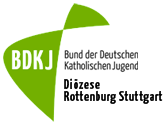 BDKJ
Bund der Deutschen
Katholischen Jugend
Diözese
Rottenburg Stuttgart